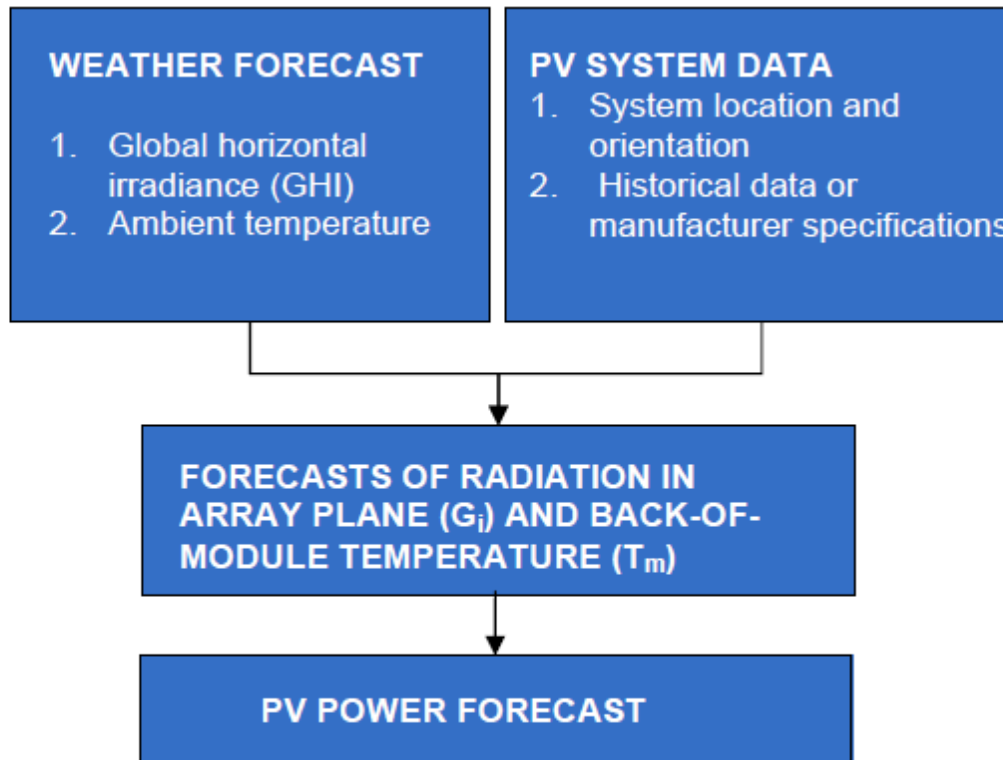 WEATHER FORECAST
1. Global horizontal
irradiance (GHI)
2. Ambient temperature
PV SYSTEM DATA
1. System location and
orientation
2. Historical data or
manufacturer specifications
FORECASTS OF RADIATION IN
ARRAY PLANE (Gi) AND BACK-OF-
MODULE TEMPERATURE (Tm)
PV POWER FORECAST